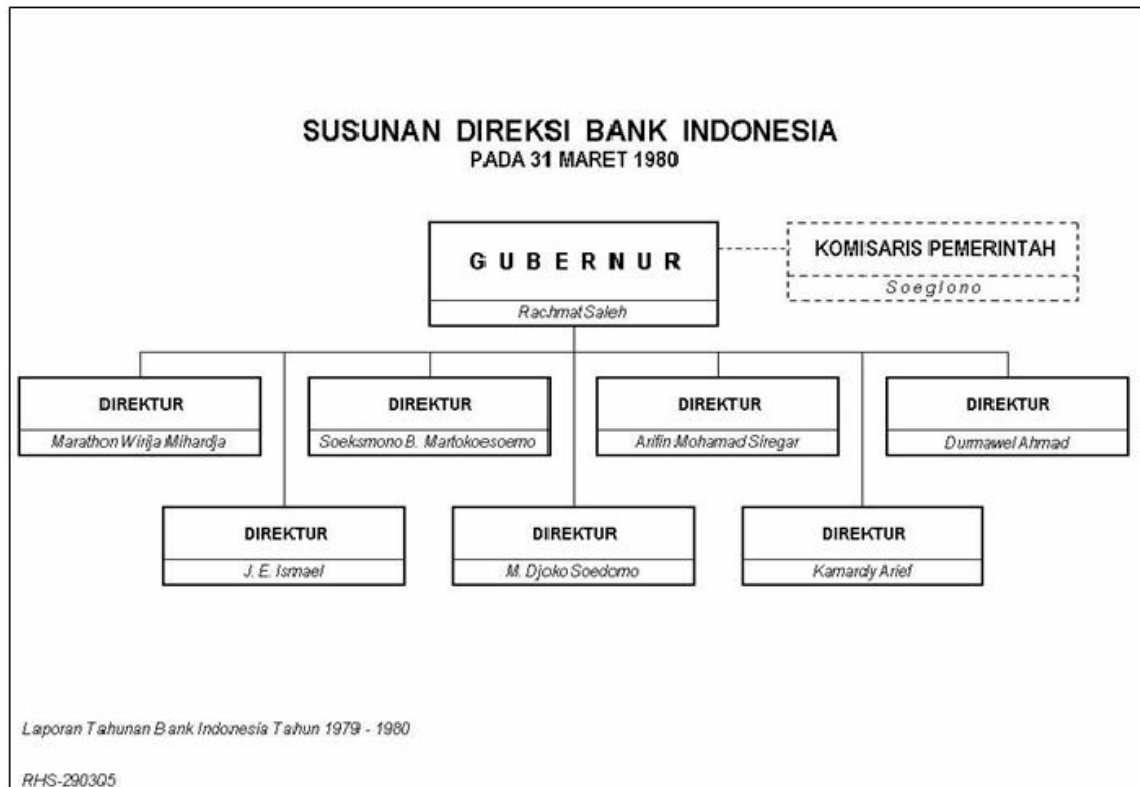 SUSUNAN DIREKSI BANK INDONESIA
PADA 31 MARET 1980
GUBERNUR
Rachmat Saleh
KOMISARIS PEMERINTAH
Soegiono
DIREKTUR
Marathon Wirija Mihardja
DIREKTUR
Soeksmono B. Martokoesoemo
DIREKTUR
Arifin Mohamad Siregar
DIREKTUR
Durmawel Ahmad
DIREKTUR
J. E. Ismael
DIREKTUR
M. Djoko Soedomo
DIREKTUR
Kamardy Arief
Laporan Tahunan Bank Indonesia Tahun 1979 - 1980
RHS-290305